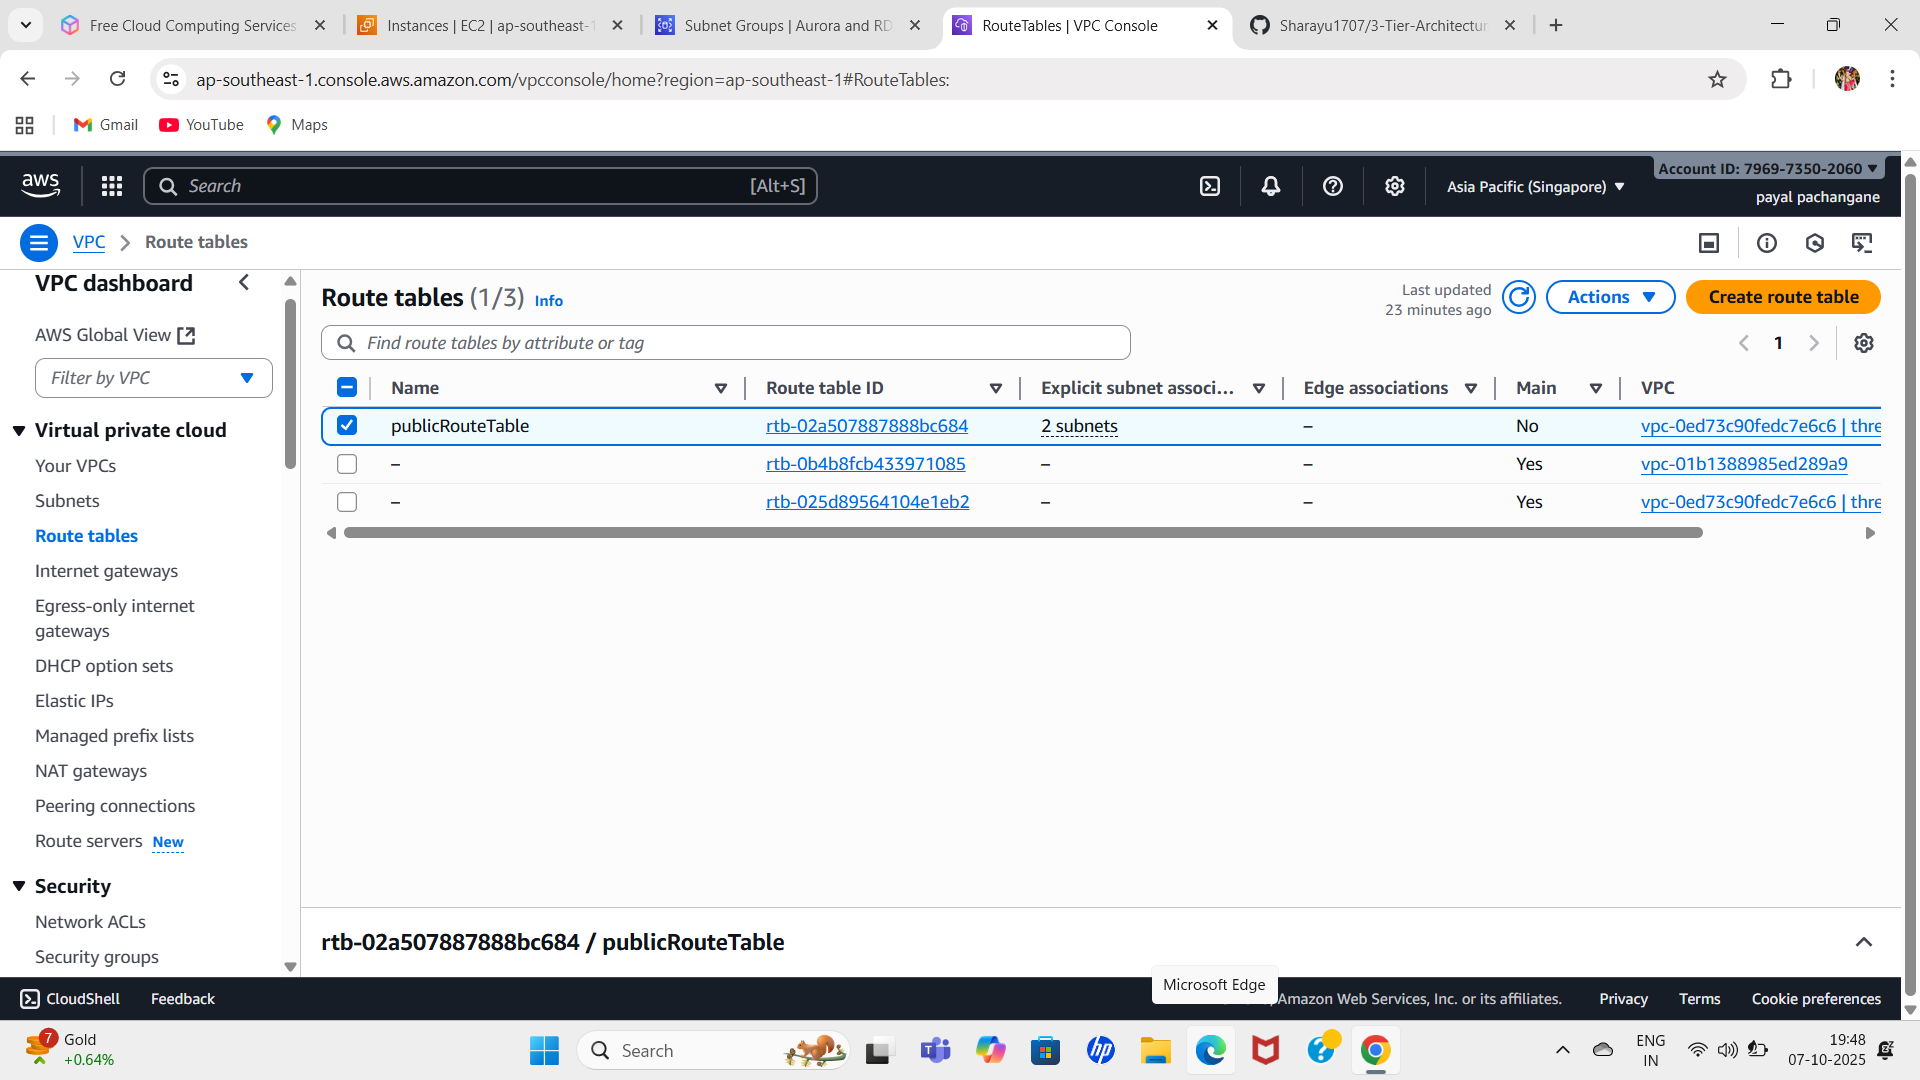 Free Cloud Computing Services
Instances | EC2 | ap-southeast-1
Subnet Groups | Aurora and RD
RouteTables | VPC Console
Sharayu1707/3-Tier-Architectur
ap-southeast-1.console.aws.amazon.com/vpcconsole/home?region=ap-southeast-1#RouteTables:
Gmail
YouTube
Maps
aws
Search
[Alt+S]
Asia Pacific (Singapore)
Account ID: 7969-7350-2060
payal pachangane
VPC
Route tables
VPC dashboard
AWS Global View
Filter by VPC
Virtual private cloud
Your VPCs
Subnets
Route tables
Internet gateways
Egress-only internet
gateways
DHCP option sets
Elastic IPs
Managed prefix lists
NAT gateways
Peering connections
Route servers New
Security
Network ACLs
Security groups
Route tables (1/3) Info
Last updated
23 minutes ago
Actions
Create route table
Find route tables by attribute or tag
1
Name Route table ID Explicit subnet associ... Edge associations Main VPC
publicRouteTable rtb-02a507887888bc684 2 subnets – No vpc-0ed73c90fedc7e6c6 | thre
– rtb-0b4b8fcb433971085 – – Yes vpc-01b1388985ed289a9
– rtb-025d89564104e1eb2 – – Yes vpc-0ed73c90fedc7e6c6 | thre
rtb-02a507887888bc684 / publicRouteTable
Microsoft Edge
CloudShell
Feedback
Amazon Web Services, Inc. or its affiliates.
Privacy
Terms
Cookie preferences
7
Gold
+0.64%
Search
hp
ENG
IN
19:48
07-10-2025